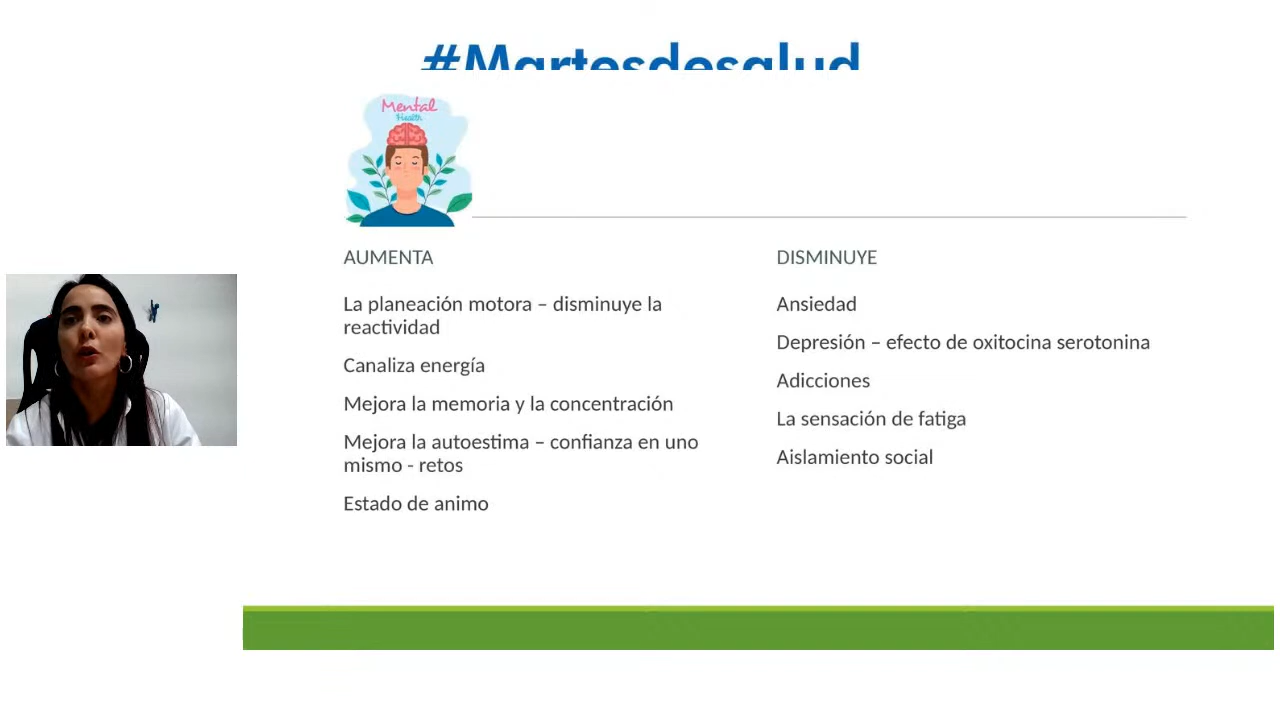 #Martesdesalud
Mental
Health
AUMENTA
La planeación motora – disminuye la
reactividad
Canaliza energía
Mejora la memoria y la concentración
Mejora la autoestima – confianza en uno
mismo - retos
Estado de animo
DISMINUYE
Ansiedad
Depresión – efecto de oxitocina serotonina
Adicciones
La sensación de fatiga
Aislamiento social